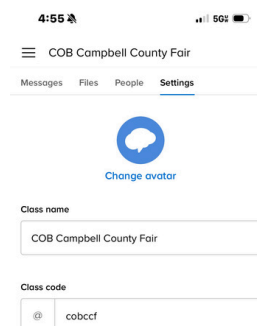 4:55
5G
COB Campbell County Fair
Messages Files People Settings
Change avatar
Class name
COB Campbell County Fair
Class code
@ cobccf